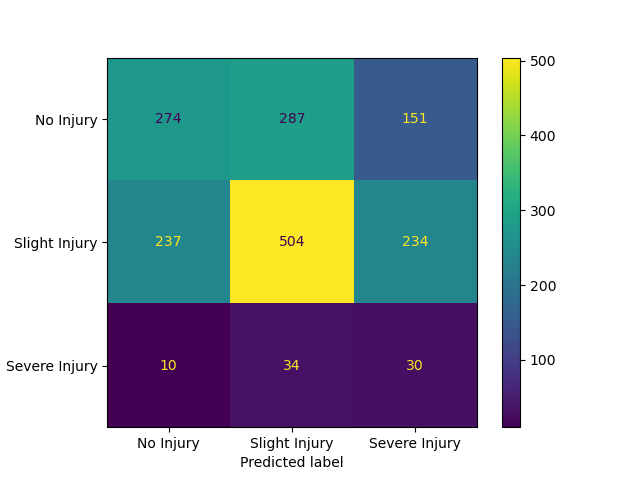 No Injury 274 287 151
Slight Injury 237 504 234
Severe Injury 10 34 30
No Injury Slight Injury Severe Injury
Predicted label
500
400
300
200
100